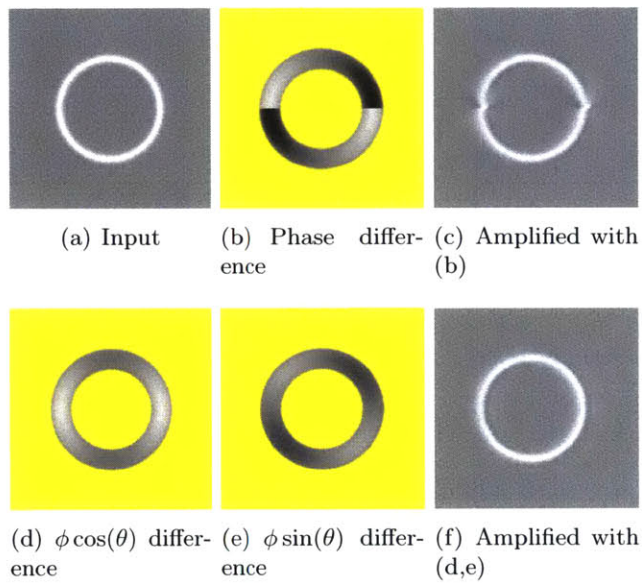 (a) Input
(b) Phase differ-
ence
(c) Amplified with
(b)
(d) ϕ cos(θ) differ-
ence
(e) ϕ sin(θ) differ-
ence
(f) Amplified with
(d,e)